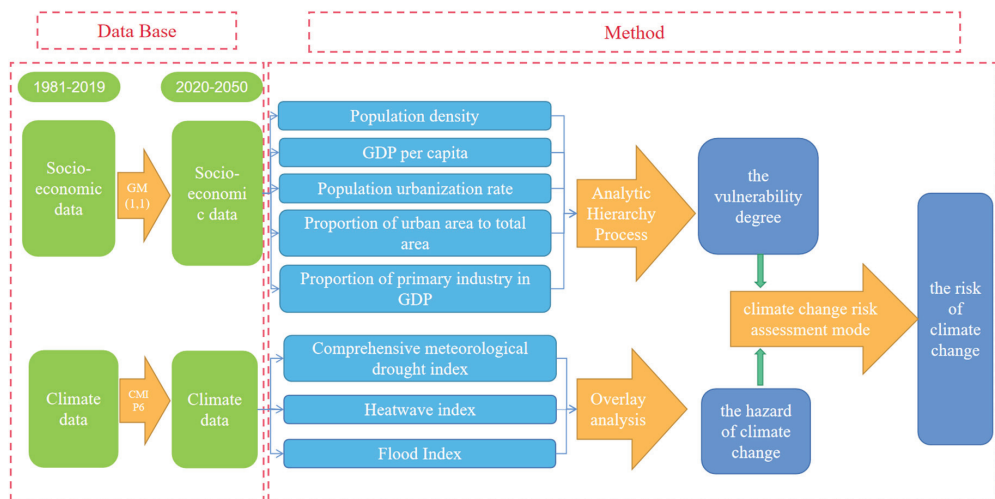 Data Base
Method
1981-2019
2020-2050
Socio-
economic
data
GM
(1,1)
Socio-
economi
c data
Population density
GDP per capita
Population urbanization rate
Proportion of urban area to total
area
Proportion of primary industry in
GDP
Analytic
Hierarchy
Process
the
vulnerability
degree
climate change risk
assessment mode
the risk
of
climate
change
Climate
data
CMI
P6
Climate
data
Comprehensive meteorological
drought index
Heatwave index
Flood Index
Overlay
analysis
the hazard
of climate
change